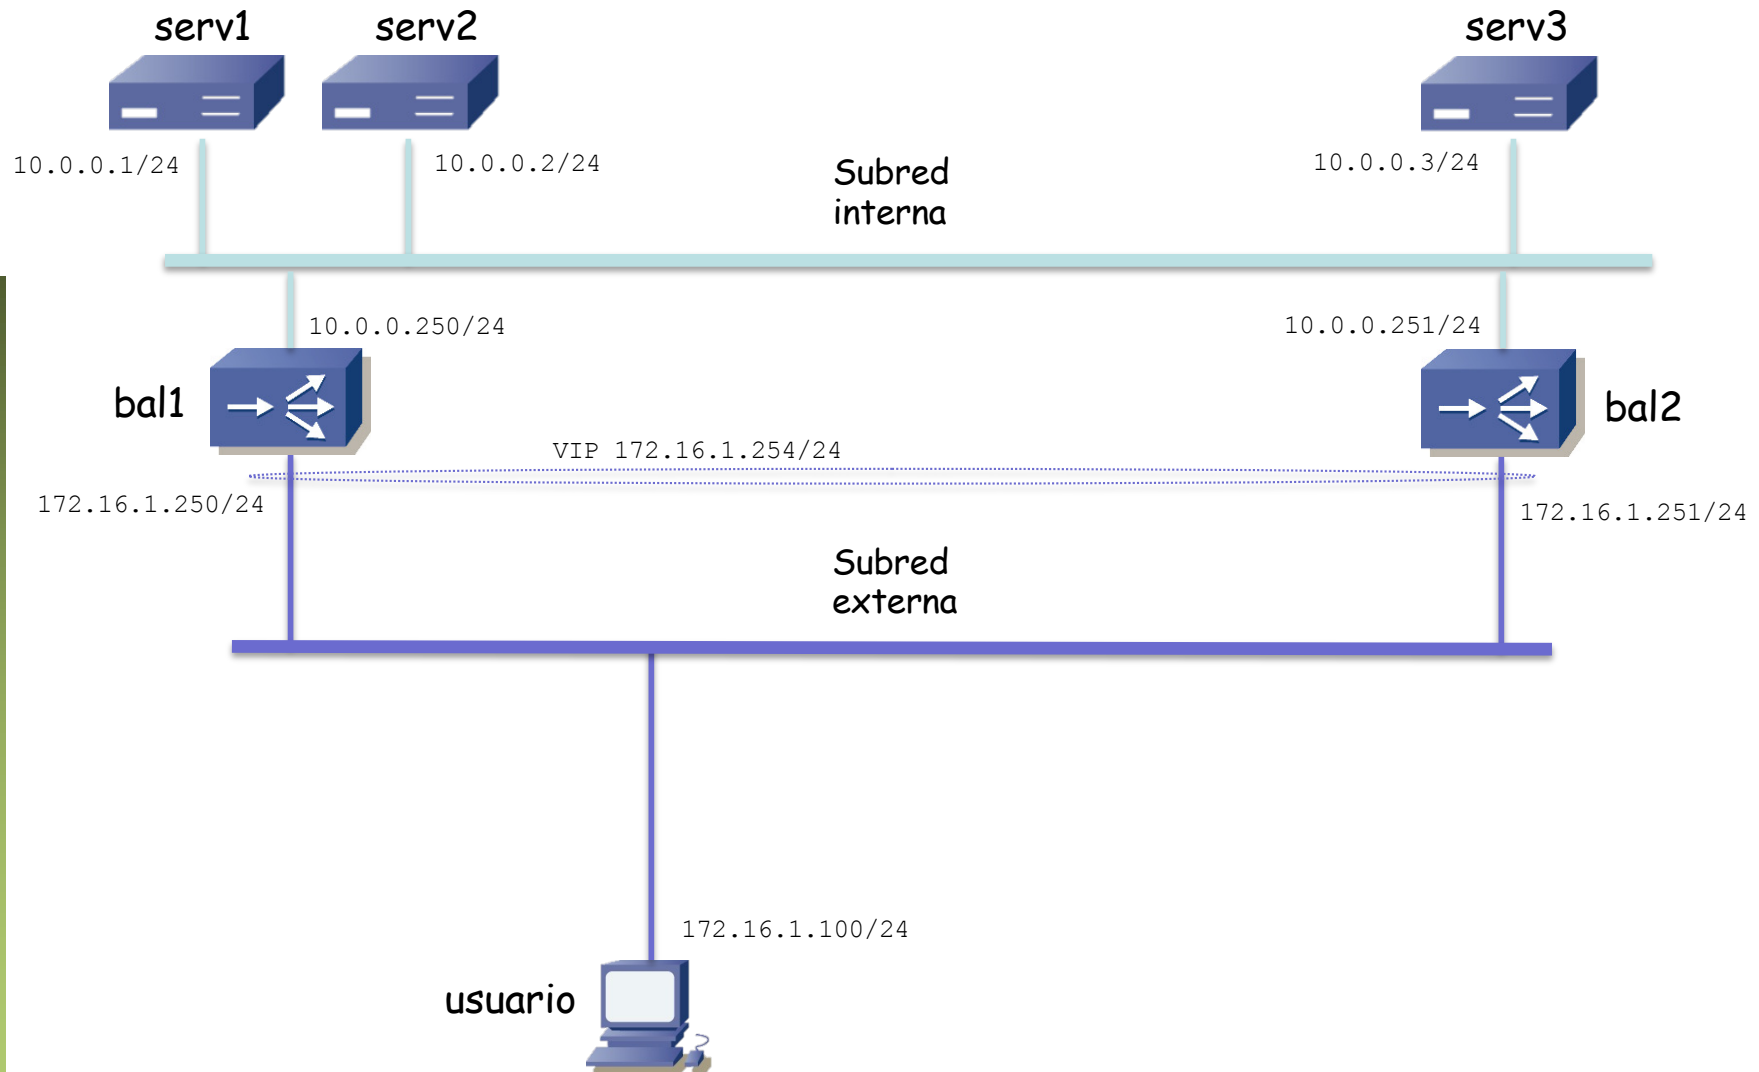 serv1
serv2
serv3
10.0.0.1/24
10.0.0.2/24
10.0.0.3/24
Subred
interna
10.0.0.250/24
10.0.0.251/24
bal1
bal2
VIP 172.16.1.254/24
172.16.1.250/24
172.16.1.251/24
Subred
externa
172.16.1.100/24
usuario